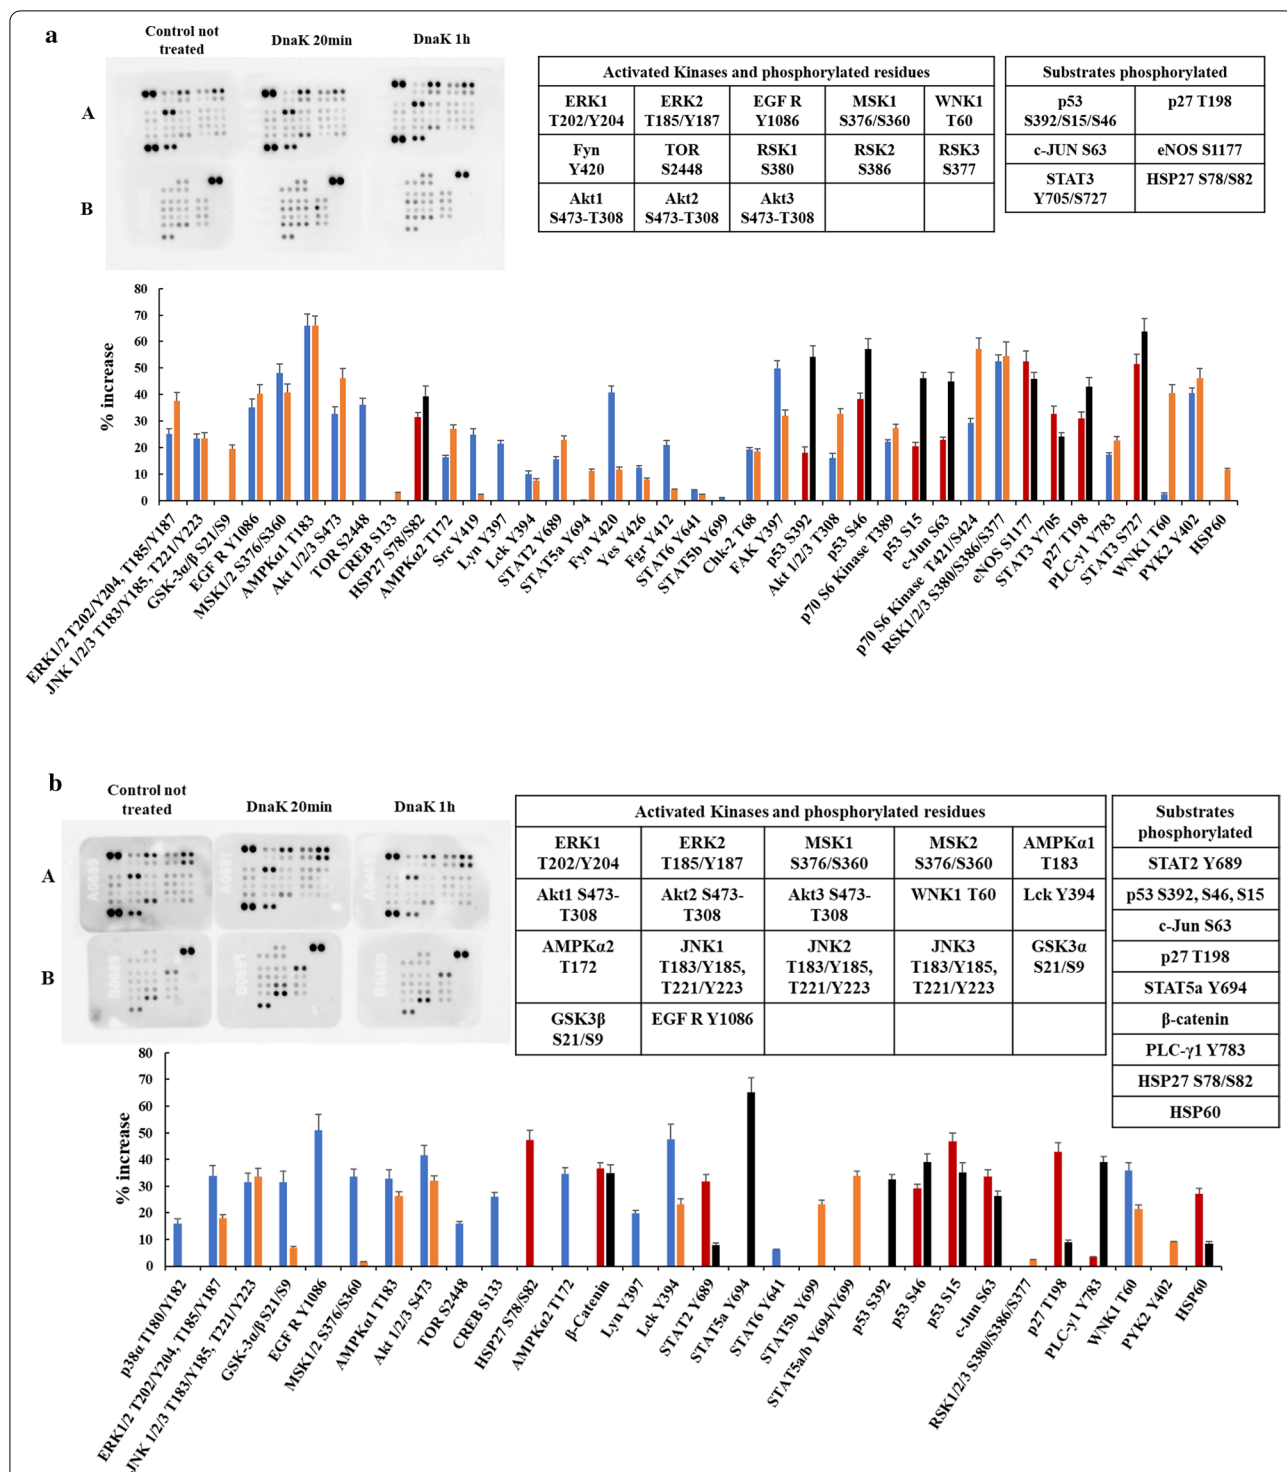 a
Control not
treated
DnaK 20min
DnaK 1h
A
B
Activated Kinases and phosphorylated residues
ERK1
T202/Y204
ERK2
T185/Y187
EGF R
Y1086
MSK1
S376/S360
WNK1
T60
Fyn
Y420
TOR
S2448
RSK1
S380
RSK2
S386
RSK3
S377
Akt1
S473-T308
Akt2
S473-T308
Akt3
S473-T308
Substrates phosphorylated
p53
S392/S15/S46
p27 T198
c-JUN S63
eNOS S1177
STAT3
Y705/S727
HSP27 S78/S82
% increase
80
70
60
50
40
30
20
10
0
ERK1/2 T202/Y204, T185/Y187
JNK 1/2/3 T183/Y185, T221/Y223
GSK-3α/β S21/S9
EGF R Y1086
MSK1/2 S376/S360
AMPKα1 T183
Akt 1/2/3 S473
TOR S2448
CREB S133
HSP27 S78/S82
AMPKα2 T172
Src Y419
Lyn Y397
Lck Y394
STAT2 Y689
STAT5a Y694
Fyn Y420
Yes Y426
Fgr Y412
STAT6 Y641
STAT5b Y699
Chk-2 T68
FAK Y397
p53 S392
Akt 1/2/3 T308
p53 S46
p70 S6 Kinase T389
p53 S15
c-Jun S63
p70 S6 Kinase T421/S424
RSK1/2/3 S380/S386/S377
eNOS S1177
STAT3 Y705
p27 T198
PLC-γ1 Y783
STAT3 S727
WNK1 T60
PYK2 Y402
HSP60
b
Control not
treated
DnaK 20min
DnaK 1h
A
B
Activated Kinases and phosphorylated residues
ERK1
T202/Y204
ERK2
T185/Y187
MSK1
S376/S360
MSK2
S376/S360
AMPKα1
T183
Akt1 S473-
T308
Akt2 S473-
T308
Akt3 S473-
T308
WNK1 T60
Lck Y394
AMPKα2
T172
JNK1
T183/Y185,
T221/Y223
JNK2
T183/Y185,
T221/Y223
JNK3
T183/Y185,
T221/Y223
GSK3α
S21/S9
GSK3β
S21/S9
EGF R Y1086
Substrates
phosphorylated
STAT2 Y689
p53 S392, S46, S15
c-Jun S63
p27 T198
STAT5a Y694
β-catenin
PLC-γ1 Y783
HSP27 S78/S82
HSP60
% increase
80
70
60
50
40
30
20
10
0
p38α T180/Y182
ERK1/2 T202/Y204, T185/Y187
JNK 1/2/3 T183/Y185, T221/Y223
GSK-3α/β S21/S9
EGF R Y1086
MSK1/2 S376/S360
AMPKα1 T183
Akt 1/2/3 S473
TOR S2448
CREB S133
HSP27 S78/S82
AMPKα2 T172
β-Catenin
Lyn Y397
Lck Y394
STAT2 Y689
STAT5a Y694
STAT6 Y641
STAT5b Y699
STAT5a/b Y694/Y699
p53 S392
p53 S46
p53 S15
c-Jun S63
RSK1/2/3 S380/S386/S377
p27 T198
PLC-γ1 Y783
WNK1 T60
PYK2 Y402
HSP60